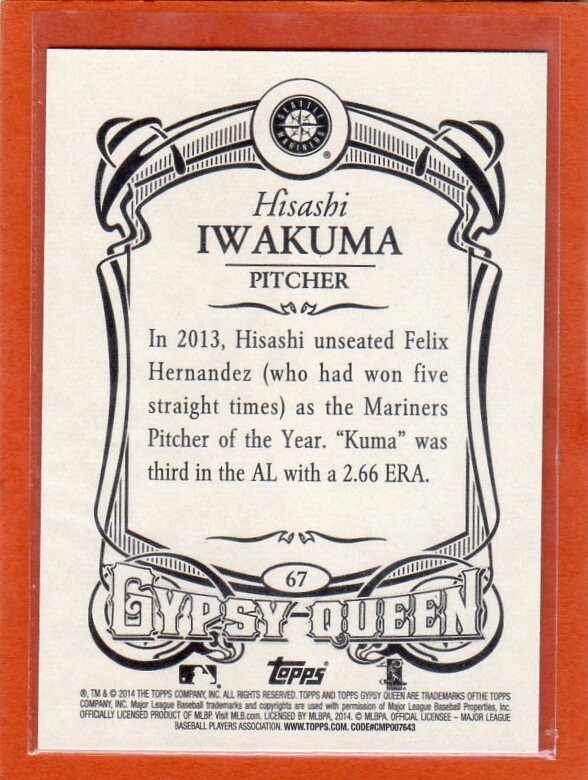 SEATTLE
MARINERS
®
Hisashi
IWAKUMA
PITCHER
In 2013, Hisashi unseated Felix
Hernandez (who had won five
straight times) as the Mariners
Pitcher of the Year. “Kuma” was
third in the AL with a 2.66 ERA.
67
GYPSY-QUEEN
topps
®, TM & © 2014 THE TOPPS COMPANY, INC. ALL RIGHTS RESERVED. TOPPS AND TOPPS GYPSY QUEEN ARE TRADEMARKS OFTHE TOPPS
COMPANY, INC. Major League Baseball trademarks and copyrights are used with permission of Major League Baseball Properties, Inc.
OFFICIALLY LICENSED PRODUCT OF MLBP. Visit MLB.com. LICENSED BY MLBPA, 2014. © MLBPA. OFFICIAL LICENSEE – MAJOR LEAGUE
BASEBALL PLAYERS ASSOCIATION. WWW.TOPPS.COM. CODE#CMP007643